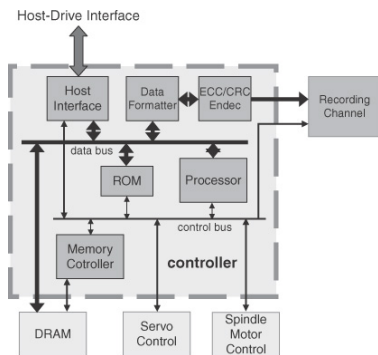 Host-Drive Interface
Host
Interface
Data
Formatter
ECC/CRC
Endec
Recording
Channel
data bus
ROM
Processor
control bus
Memory
Cotroller
controller
DRAM
Servo
Control
Spindle
Motor
Control